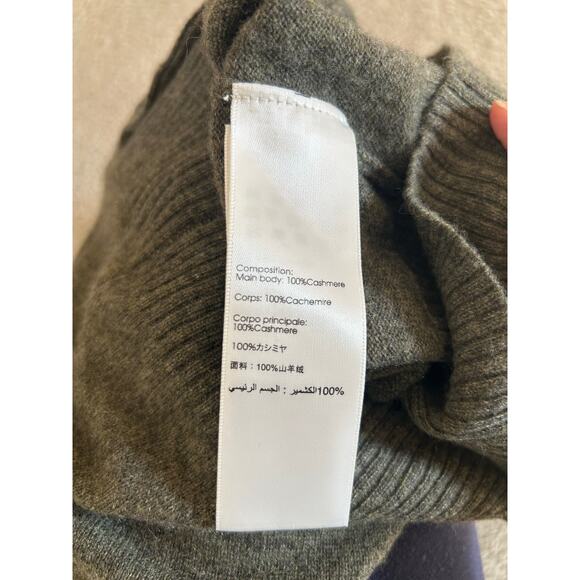 Composition:
Main body: 100%Cashmere
Corps: 100%Cachemire
Corpo principale:
100%Cashmere
100%カシミヤ
面料：100%山羊绒
100%الكشمير : الجسم الرئيسي